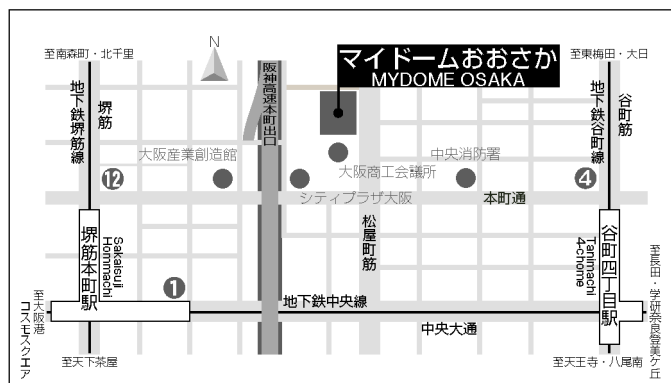 至南森町・北千里
N
阪神高速本町出口
マイドームおおさか
MYDOME OSAKA
至東梅田・大日
地下鉄堺筋線
堺筋
地下鉄谷町線
谷町筋
大阪産業創造館
大阪商工会議所
中央消防署
12
4
シティプラザ大阪
本町通
松屋町筋
堺筋本町駅
Sakaisuji
Hommachi
谷町四丁目駅
Tanimachi
4-chome
1
地下鉄中央線
中央大通
至大阪港
コスモスクエア
至長田・学研奈良登美ケ丘
至天下茶屋
至天王寺・八尾南